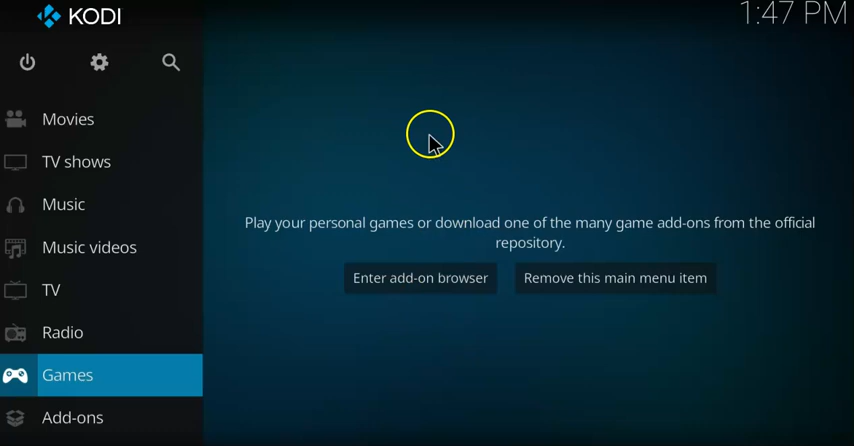 KODI
1:47 PM
Movies
TV shows
Music
Music videos
TV
Radio
Games
Add-ons
Play your personal games or download one of the many game add-ons from the official
repository.
Enter add-on browser
Remove this main menu item